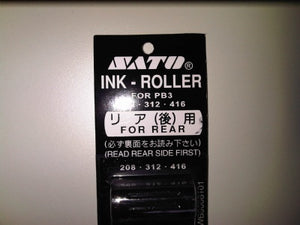 SATO®
INK - ROLLER
FOR PB3
312 · 416
リア(後)用
FOR REAR
(必ず裏面をお読み下さい)
(READ REAR SIDE FIRST)
208 · 312 · 416